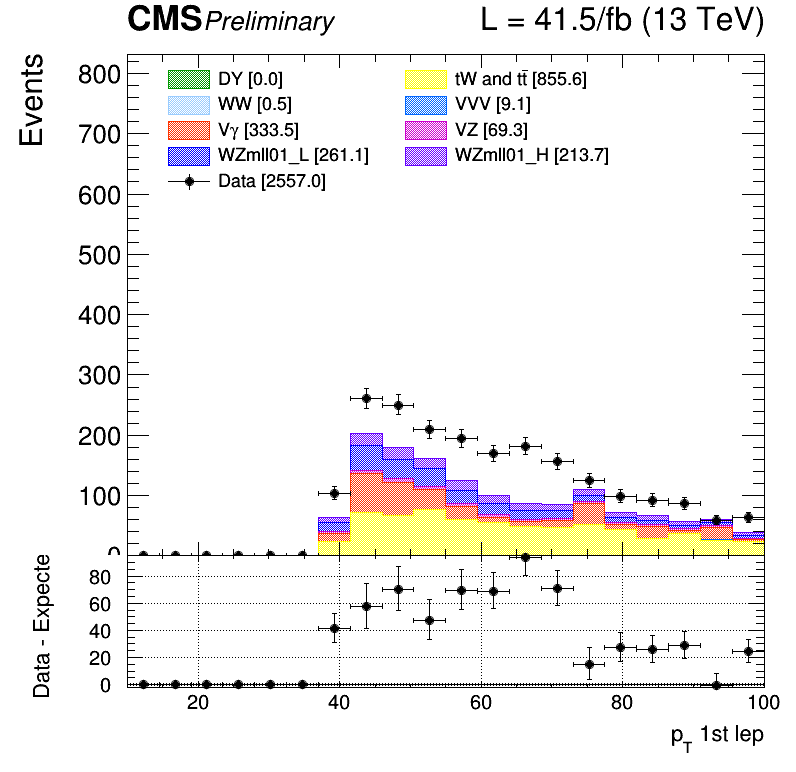 CMS Preliminary L = 41.5/fb (13 TeV)
Events
800
700
600
500
400
300
200
100
0
DY [0.0]
tW and tt̄ [855.6]
WW [0.5]
VVV [9.1]
Vγ [333.5]
VZ [69.3]
WZmll01_L [261.1]
WZmll01_H [213.7]
Data [2557.0]
Data - Expecte
80
60
40
20
0
20 40 60 80 100
p_T 1st lep